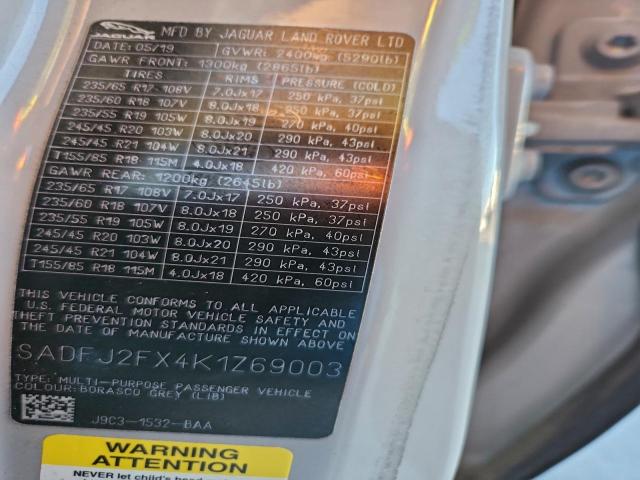 JAGUAR
MFD BY JAGUAR LAND ROVER LTD
DATE: 05/19 GVWR: 2400kg (5290lb)
GAWR FRONT: 1300kg (2865lb)
TIRES RIMS PRESSURE (COLD)
235/65 R17 108V 7.0Jx17 250 kPa, 37psi
235/60 R18 107V 8.0Jx18 250 kPa, 37psi
235/55 R19 105W 8.0Jx19 270 kPa, 40psi
245/45 R20 103W 8.0Jx20 290 kPa, 43psi
245/45 R21 104W 8.0Jx21 290 kPa, 43psi
T155/85 R18 115M 4.0Jx18 420 kPa, 60psi
GAWR REAR: 1200kg (2645lb)
235/65 R17 108V 7.0Jx17 250 kPa, 37psi
235/60 R18 107V 8.0Jx18 250 kPa, 37psi
235/55 R19 105W 8.0Jx19 270 kPa, 40psi
245/45 R20 103W 8.0Jx20 290 kPa, 43psi
245/45 R21 104W 8.0Jx21 290 kPa, 43psi
T155/85 R18 115M 4.0Jx18 420 kPa, 60psi
THIS VEHICLE CONFORMS TO ALL APPLICABLE
U.S. FEDERAL MOTOR VEHICLE SAFETY AND
THEFT PREVENTION STANDARDS IN EFFECT ON
THE DATE OF MANUFACTURE SHOWN ABOVE
SADFJ2FX4K1Z69003
TYPE: MULTI-PURPOSE PASSENGER VEHICLE
COLOUR: BORASCO GREY (LIB)
J9C3-1532-BAA
WARNING
ATTENTION
NEVER let child's head